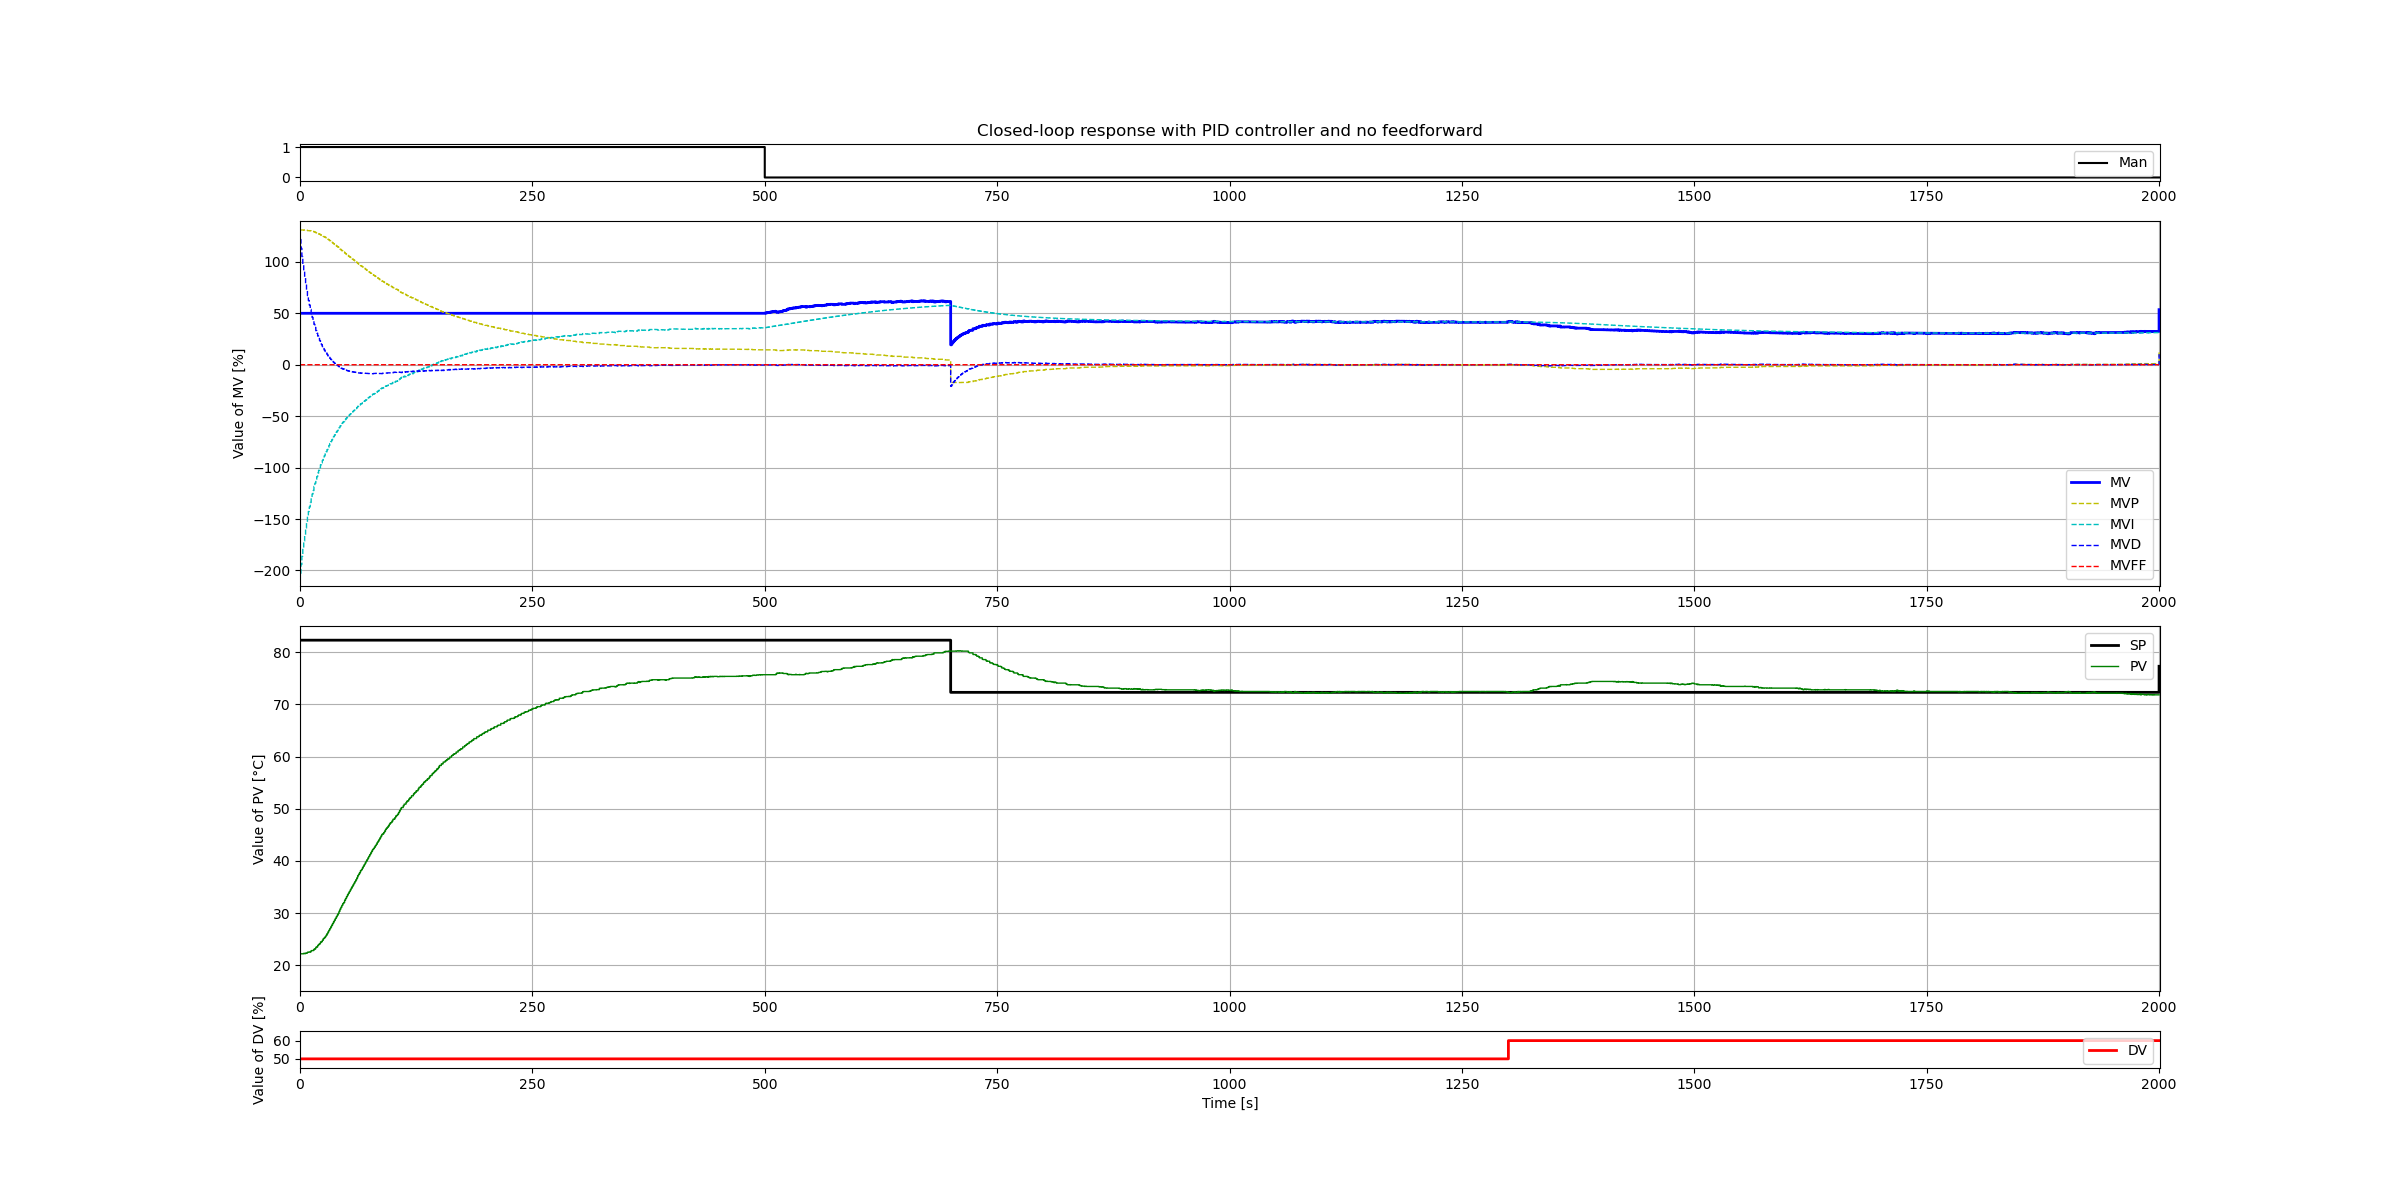 Closed-loop response with PID controller and no feedforward
1
0
Man
0 250 500 750 1000 1250 1500 1750 2000
Value of MV [%]
100
50
0
−50
−100
−150
−200
MV
MVP
MVI
MVD
MVFF
0 250 500 750 1000 1250 1500 1750 2000
Value of PV [°C]
80
70
60
50
40
30
20
SP
PV
0 250 500 750 1000 1250 1500 1750 2000
Value of DV [%]
60
50
DV
0 250 500 750 1000 1250 1500 1750 2000
Time [s]